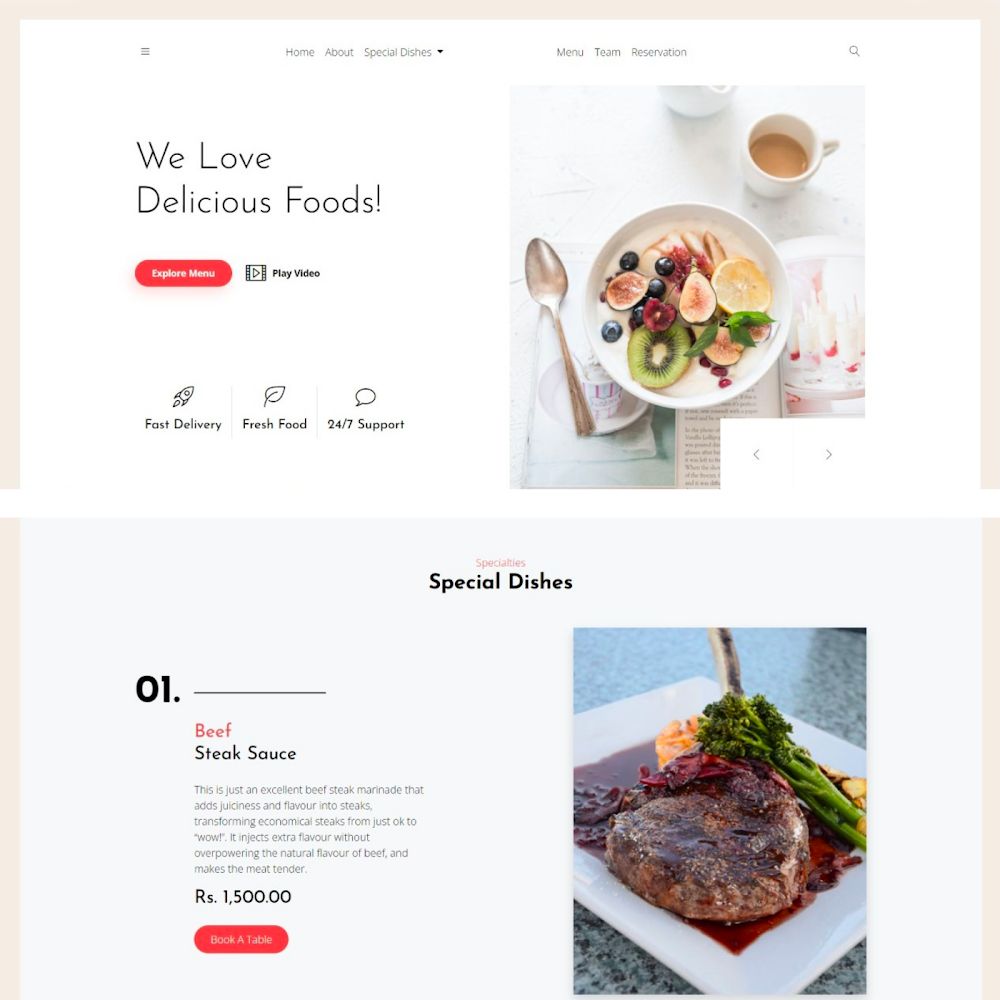 Home About Special Dishes Menu Team Reservation
We Love
Delicious Foods!
Explore Menu Play Video
Fast Delivery Fresh Food 24/7 Support
Specialties
Special Dishes
01.
Beef
Steak Sauce
This is just an excellent beef steak marinade that
adds juiciness and flavour into steaks,
transforming economical steaks from just ok to
"wow!". It injects extra flavour without
overpowering the natural flavour of beef, and
makes the meat tender.
Rs. 1,500.00
Book A Table